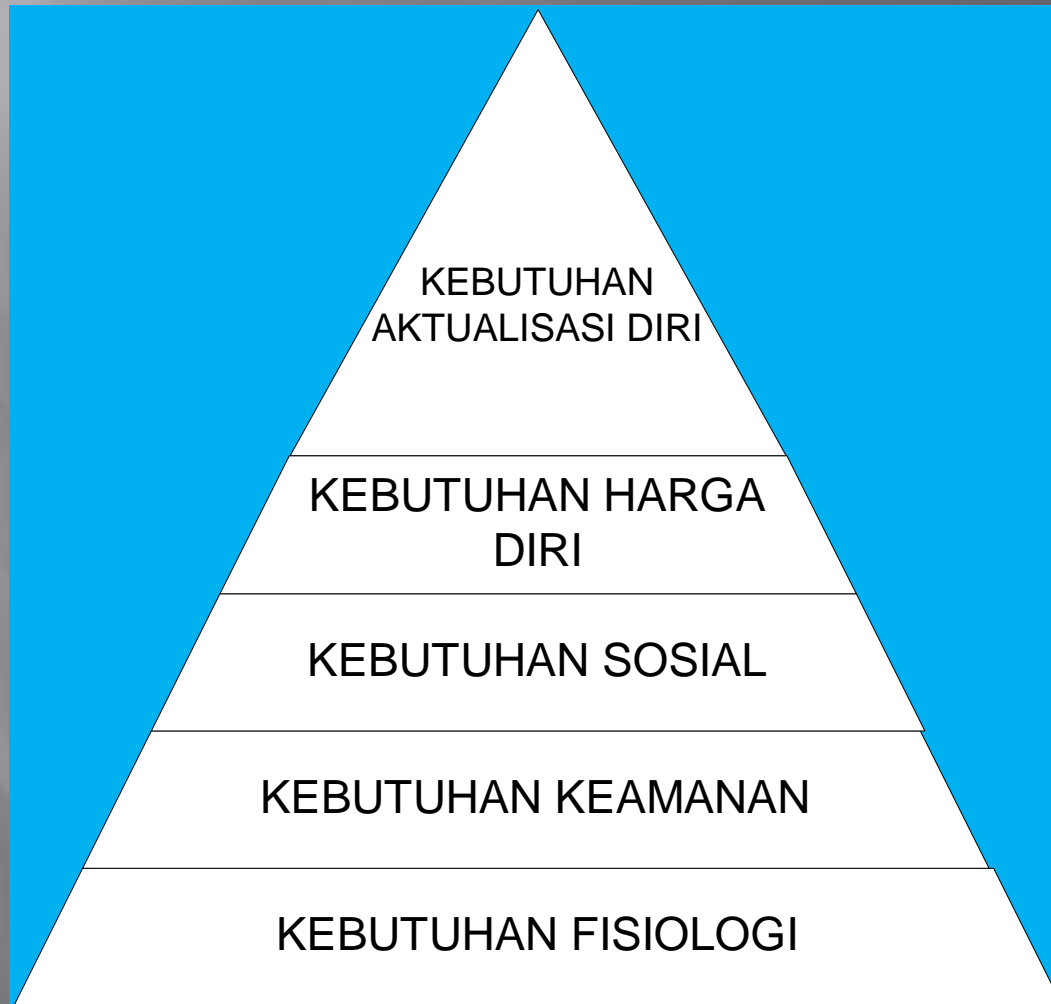 KEBUTUHAN
AKTUALISASI DIRI
KEBUTUHAN HARGA
DIRI
KEBUTUHAN SOSIAL
KEBUTUHAN KEAMANAN
KEBUTUHAN FISIOLOGI